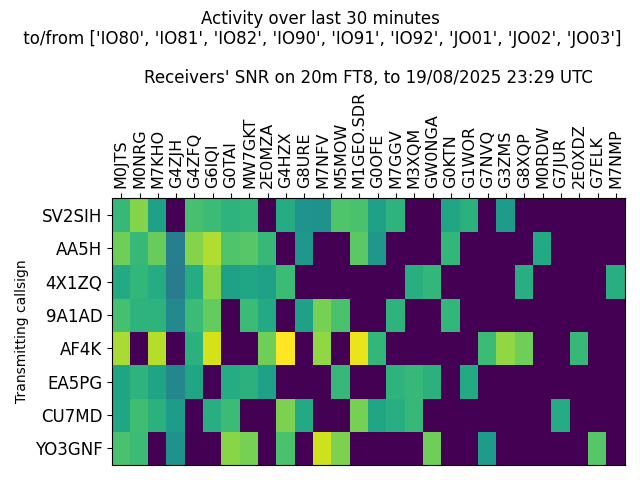 Activity over last 30 minutes
to/from ['IO80', 'IO81', 'IO82', 'IO90', 'IO91', 'IO92', 'JO01', 'JO02', 'JO03']
Receivers' SNR on 20m FT8, to 19/08/2025 23:29 UTC
M0JTS
M0NRG
M7KHO
G4ZJH
G4ZFQ
G6IQI
G0TAI
MW7GKT
2E0MZA
G4HZX
G8URE
M7NFV
M5MOW
M1GEO.SDR
G0OFE
M7GGV
M3XQM
GW0NGA
G0KTN
G1WOR
G7NVQ
G3ZMS
G8XQP
M0RDW
G7JUR
2E0XDZ
G7ELK
M7NMP
Transmitting callsign
SV2SIH
AA5H
4X1ZQ
9A1AD
AF4K
EA5PG
CU7MD
YO3GNF